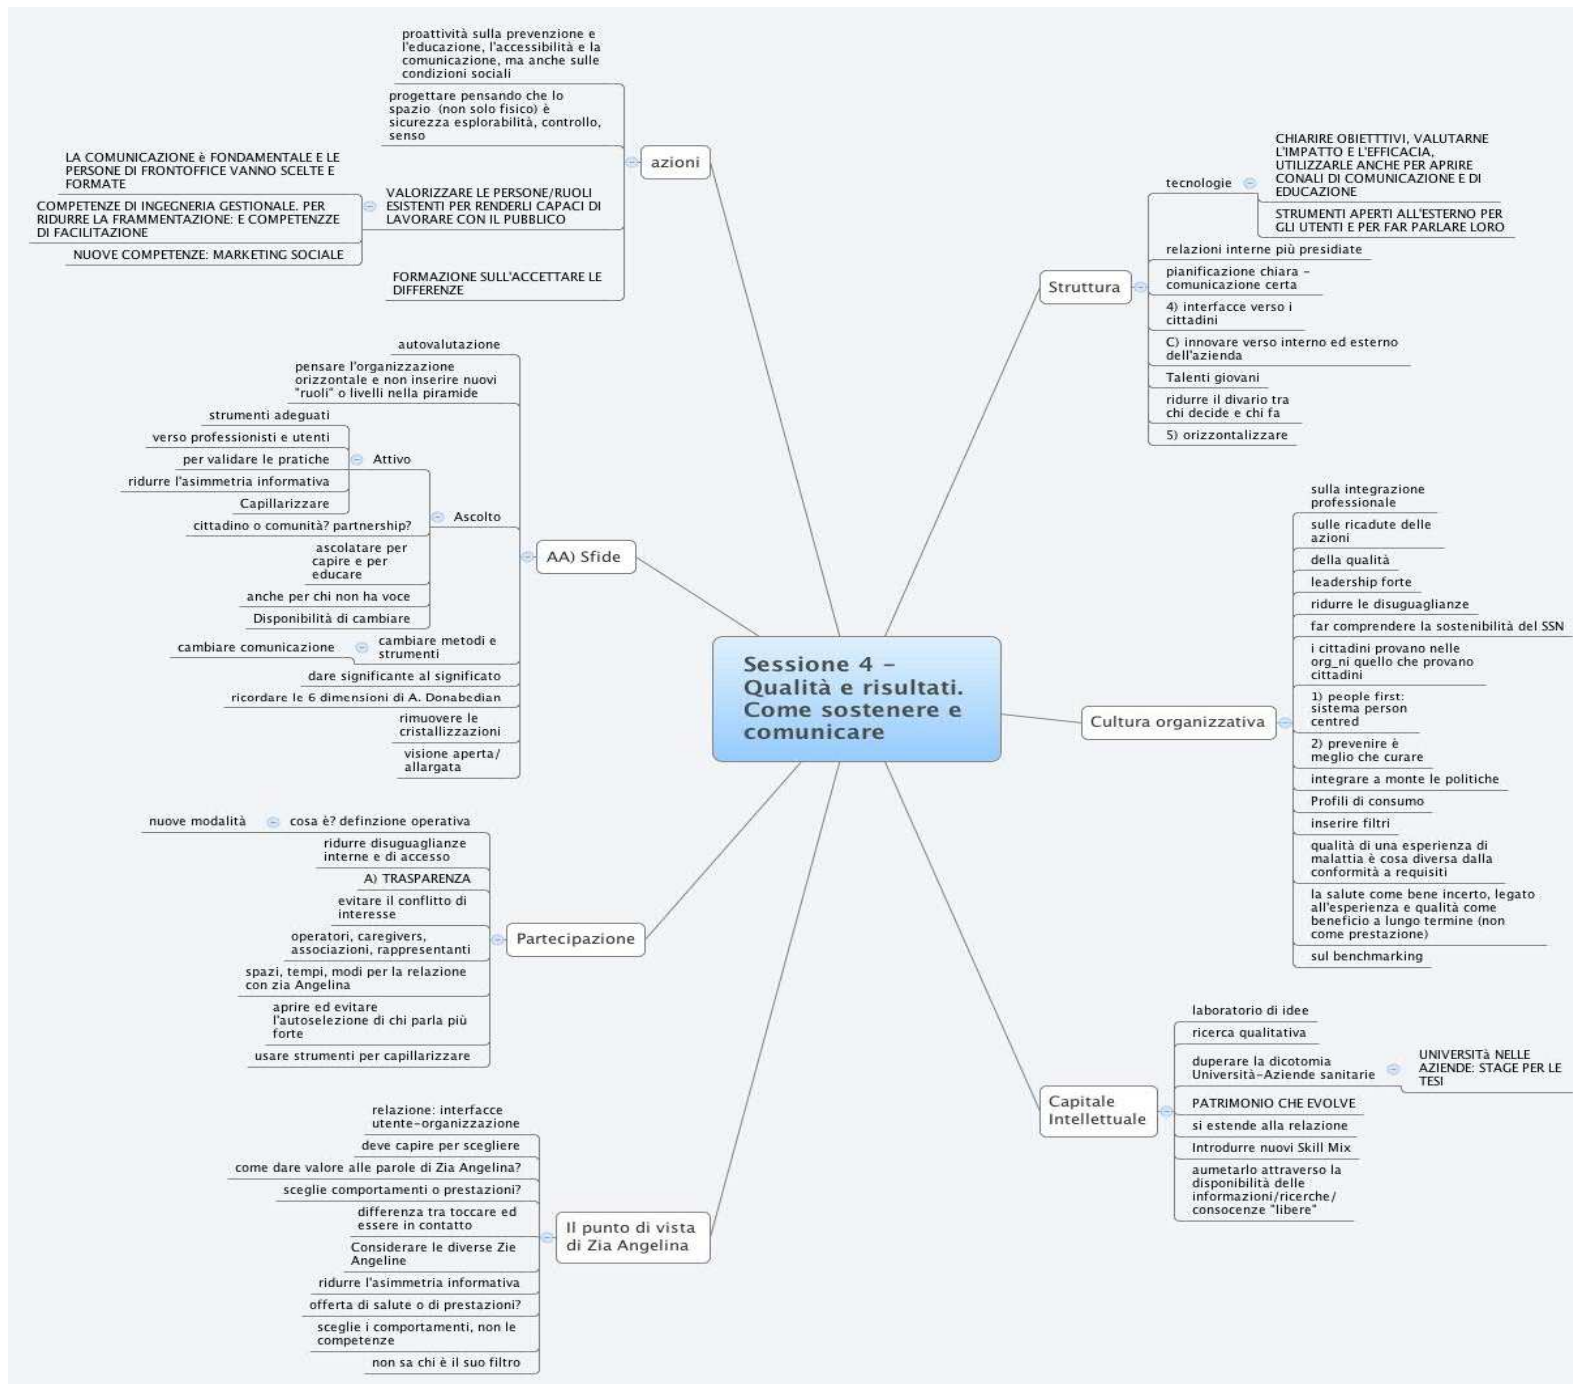 Sessione 4 –
Qualità e risultati.
Come sostenere e
comunicare
azioni
proattività sulla prevenzione e
l'educazione, l'accessibilità e la
comunicazione, ma anche sulle
condizioni sociali
progettare pensando che lo
spazio (non solo fisico) è
sicurezza esplorabilità, controllo,
senso
VALORIZZARE LE PERSONE/RUOLI
ESISTENTI PER RENDERLI CAPACI DI
LAVORARE CON IL PUBBLICO
LA COMUNICAZIONE è FONDAMENTALE E LE
PERSONE DI FRONTOFFICE VANNO SCELTE E
FORMATE
COMPETENZE DI INGEGNERIA GESTIONALE. PER
RIDURRE LA FRAMMENTAZIONE: E COMPETENZZE
DI FACILITAZIONE
NUOVE COMPETENZE: MARKETING SOCIALE
FORMAZIONE SULL'ACCETTARE LE
DIFFERENZE
AA) Sfide
autovalutazione
pensare l'organizzazione
orizzontale e non inserire nuovi
"ruoli" o livelli nella piramide
Ascolto
Attivo
strumenti adeguati
verso professionisti e utenti
per validare le pratiche
ridurre l'asimmetria informativa
Capillarizzare
cittadino o comunità? partnership?
ascolatare per
capire e per
educare
anche per chi non ha voce
Disponibilità di cambiare
cambiare metodi e
strumenti
cambiare comunicazione
dare significante al significato
ricordare le 6 dimensioni di A. Donabedian
rimuovere le
cristallizzazioni
visione aperta/
allargata
Partecipazione
cosa è? definzione operativa
nuove modalità
ridurre disuguaglianze
interne e di accesso
A) TRASPARENZA
evitare il conflitto di
interesse
operatori, caregivers,
associazioni, rappresentanti
spazi, tempi, modi per la relazione
con zia Angelina
aprire ed evitare
l'autoselezione di chi parla più
forte
usare strumenti per capillarizzare
Il punto di vista
di Zia Angelina
relazione: interfacce
utente-organizzazione
deve capire per scegliere
come dare valore alle parole di Zia Angelina?
sceglie comportamenti o prestazioni?
differenza tra toccare ed
essere in contatto
Considerare le diverse Zie
Angeline
ridurre l'asimmetria informativa
offerta di salute o di prestazioni?
sceglie i comportamenti, non le
competenze
non sa chi è il suo filtro
Struttura
tecnologie
CHIARIRE OBIETTTIVI, VALUTARNE
L'IMPATTO E L'EFFICACIA,
UTILIZZARLE ANCHE PER APRIRE
CONALI DI COMUNICAZIONE E DI
EDUCAZIONE
STRUMENTI APERTI ALL'ESTERNO PER
GLI UTENTI E PER FAR PARLARE LORO
relazioni interne più presidiate
pianificazione chiara –
comunicazione certa
4) interfacce verso i
cittadini
C) innovare verso interno ed esterno
dell'azienda
Talenti giovani
ridurre il divario tra
chi decide e chi fa
5) orizzontalizzare
Cultura organizzativa
sulla integrazione
professionale
sulle ricadute delle
azioni
della qualità
leadership forte
ridurre le disuguaglianze
far comprendere la sostenibilità del SSN
i cittadini provano nelle
org_ni quello che provano
cittadini
1) people first:
sistema person
centred
2) prevenire è
meglio che curare
integrare a monte le politiche
Profili di consumo
inserire filtri
qualità di una esperienza di
malattia è cosa diversa dalla
conformità a requisiti
la salute come bene incerto, legato
all'esperienza e qualità come
beneficio a lungo termine (non
come prestazione)
sul benchmarking
Capitale
Intellettuale
laboratorio di idee
ricerca qualitativa
duperare la dicotomia
Università-Aziende sanitarie
UNIVERSITà NELLE
AZIENDE: STAGE PER LE
TESI
PATRIMONIO CHE EVOLVE
si estende alla relazione
Introdurre nuovi Skill Mix
aumetarlo attraverso la
disponibilità delle
informazioni/ricerche/
consocenze "libere"